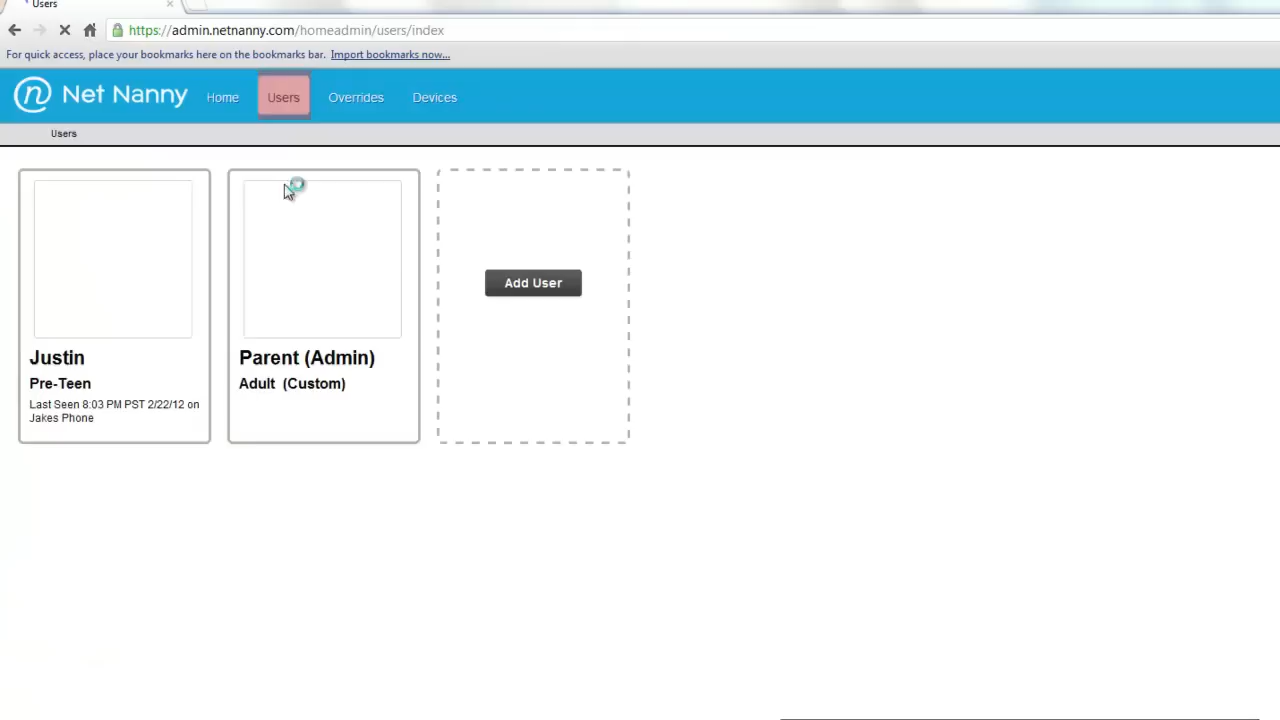 Users
https://admin.netnanny.com/homeadmin/users/index
For quick access, place your bookmarks here on the bookmarks bar. Import bookmarks now...
Net Nanny Home Users Overrides Devices
Users
Add User
Justin
Pre-Teen
Last Seen 8:03 PM PST 2/22/12 on
Jakes Phone
Parent (Admin)
Adult (Custom)